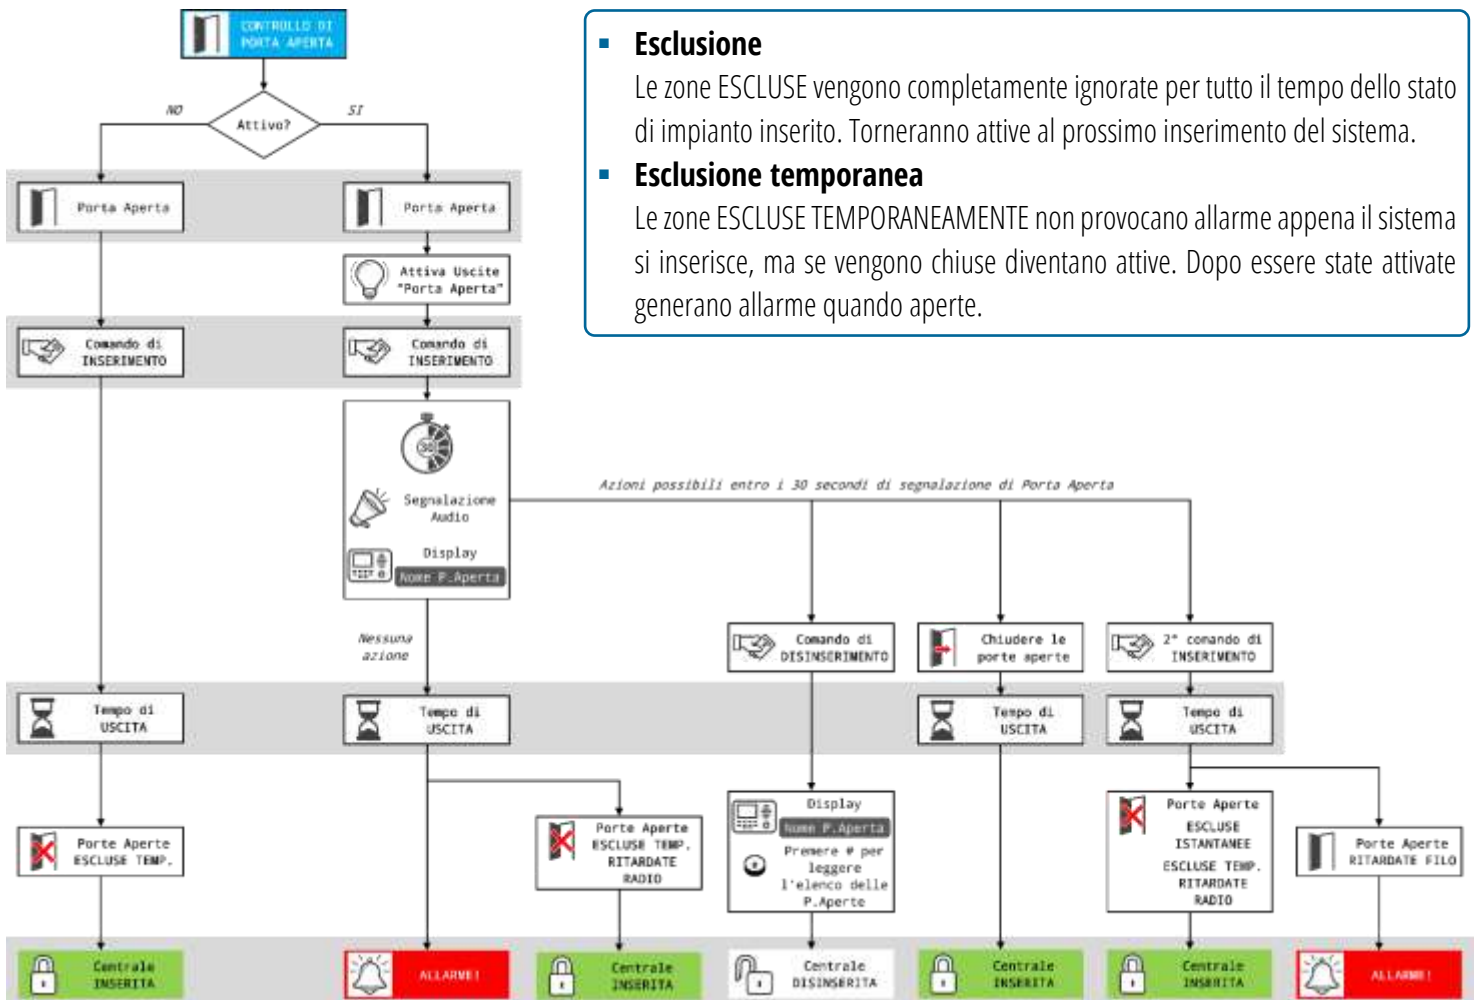 CONTROLLO DI
PORTA APERTA
NO
Attivo?
SI
Porta Aperta
Porta Aperta
Attiva Uscite
"Porta Aperta"
Comando di
INSERIMENTO
Comando di
INSERIMENTO
▪ Esclusione
Le zone ESCLUSE vengono completamente ignorate per tutto il tempo dello stato
di impianto inserito. Torneranno attive al prossimo inserimento del sistema.
▪ Esclusione temporanea
Le zone ESCLUSE TEMPORANEAMENTE non provocano allarme appena il sistema
si inserisce, ma se vengono chiuse diventano attive. Dopo essere state attivate
generano allarme quando aperte.
30
Segnalazione
Audio
Display
Nome P.Aperta
Azioni possibili entro i 30 secondi di segnalazione di Porta Aperta
Nessuna
azione
Comando di
DISINSERIMENTO
Chiudere le
porte aperte
2° comando di
INSERIMENTO
Tempo di
USCITA
Tempo di
USCITA
Tempo di
USCITA
Tempo di
USCITA
Porte Aperte
ESCLUSE TEMP.
Porte Aperte
ESCLUSE TEMP.
RITARDATE
RADIO
Display
Nome P.Aperta
Premere # per
leggere
l'elenco delle
P.Aperte
Porte Aperte
ESCLUSE
ISTANTANEE
ESCLUSE TEMP.
RITARDATE
RADIO
Porte Aperte
RITARDATE FILO
Centrale
INSERITA
ALLARME!
Centrale
INSERITA
Centrale
DISINSERITA
Centrale
INSERITA
Centrale
INSERITA
ALLARME!